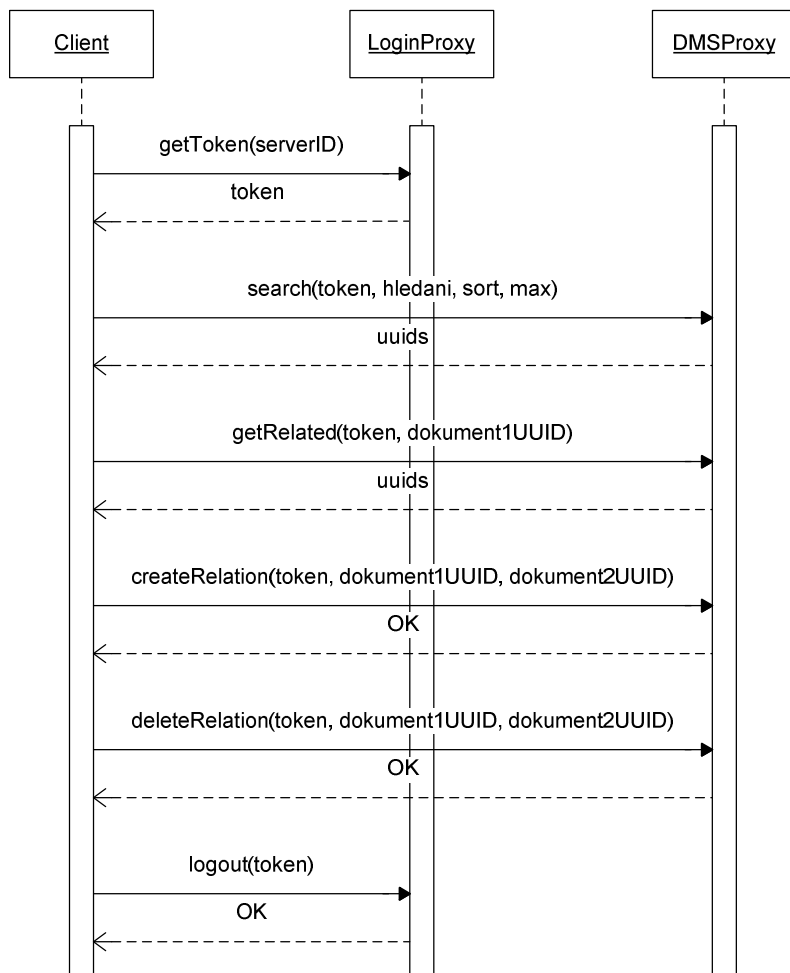 Client
LoginProxy
DMSProxy
getToken(serverID)
token
search(token, hledani, sort, max)
uuids
getRelated(token, dokument1UUID)
uuids
createRelation(token, dokument1UUID, dokument2UUID)
OK
deleteRelation(token, dokument1UUID, dokument2UUID)
OK
logout(token)
OK